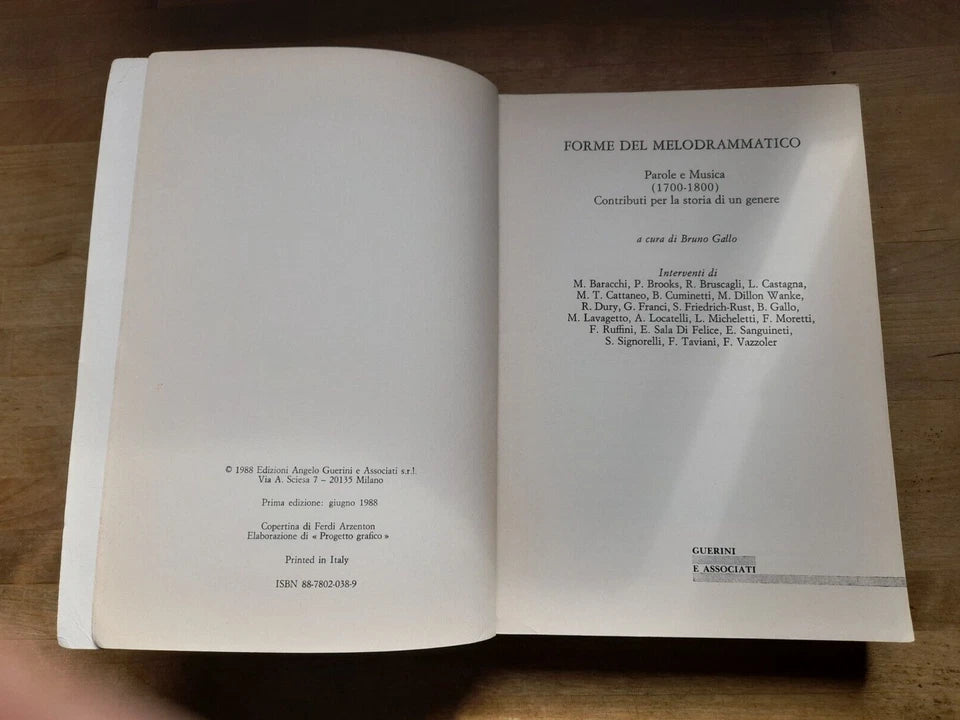 © 1988 Edizioni Angelo Guerini e Associati s.r.l.
Via A. Sciesa 7 – 20135 Milano
Prima edizione: giugno 1988
Copertina di Ferdi Arzenton
Elaborazione di « Progetto grafico »
Printed in Italy
ISBN 88-7802-038-9
FORME DEL MELODRAMMATICO
Parole e Musica
(1700-1800)
Contributi per la storia di un genere
a cura di Bruno Gallo
Interventi di
M. Baracchi, P. Brooks, R. Bruscagli, L. Castagna,
M. T. Cattaneo, B. Cuminetti, M. Dillon Wanke,
R. Dury, G. Franci, S. Friedrich-Rust, B. Gallo,
M. Lavagetto, A. Locatelli, L. Micheletti, F. Moretti,
F. Ruffini, E. Sala Di Felice, E. Sanguineti,
S. Signorelli, F. Taviani, F. Vazzoler
GUERINI
E ASSOCIATI